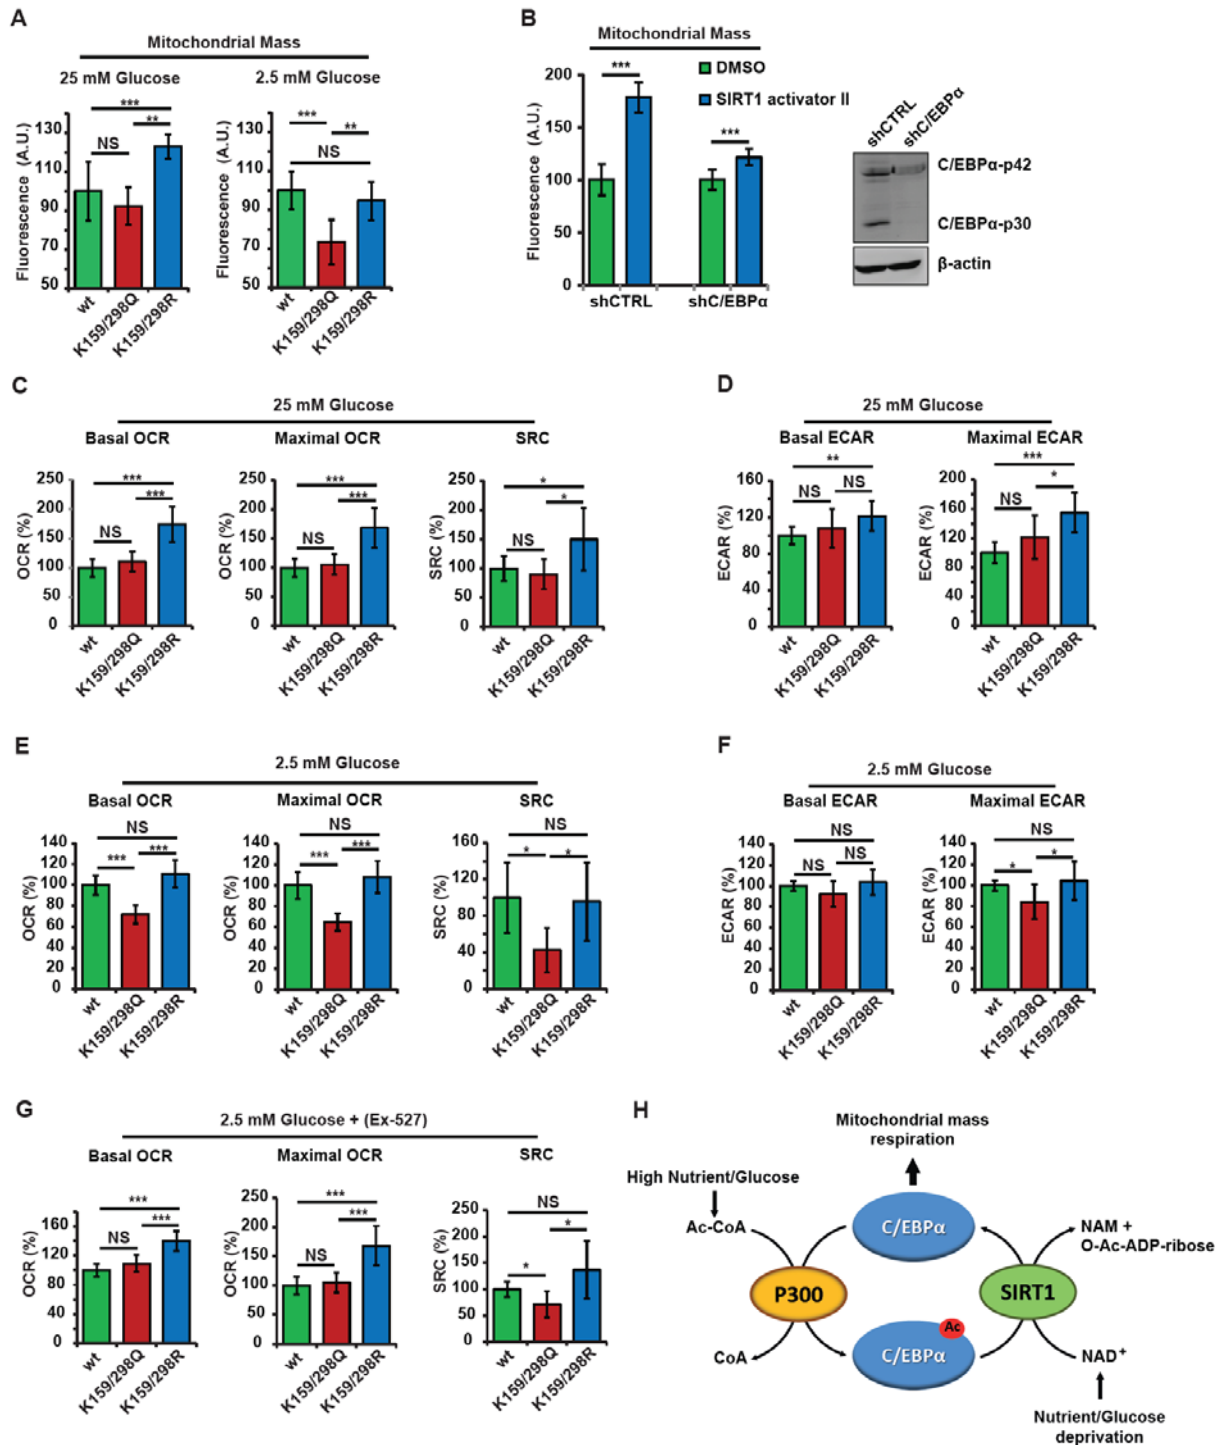 A
Mitochondrial Mass
25 mM Glucose
2.5 mM Glucose
Fluorescence (A.U.)
130
110
90
70
50
***
**
NS
wt
K159/298Q
K159/298R
Fluorescence (A.U.)
130
110
90
70
50
***
**
NS
wt
K159/298Q
K159/298R
B
Mitochondrial Mass
DMSO
SIRT1 activator II
Fluorescence (A.U.)
200
150
100
50
0
***
***
shCTRL
shC/EBPα
shCTRL
shC/EBPα
C/EBPα-p42
C/EBPα-p30
β-actin
C
25 mM Glucose
Basal OCR
Maximal OCR
SRC
OCR (%)
250
200
150
100
50
0
***
***
NS
wt
K159/298Q
K159/298R
OCR (%)
250
200
150
100
50
0
***
***
NS
wt
K159/298Q
K159/298R
SRC (%)
250
200
150
100
50
0
*
*
NS
wt
K159/298Q
K159/298R
D
25 mM Glucose
Basal ECAR
Maximal ECAR
ECAR (%)
160
120
80
40
0
**
NS
NS
wt
K159/298Q
K159/298R
ECAR (%)
200
160
120
80
40
0
***
*
NS
wt
K159/298Q
K159/298R
E
2.5 mM Glucose
Basal OCR
Maximal OCR
SRC
OCR (%)
140
120
100
80
60
40
20
0
NS
***
***
wt
K159/298Q
K159/298R
OCR (%)
140
120
100
80
60
40
20
0
NS
***
***
wt
K159/298Q
K159/298R
SRC (%)
160
120
80
40
0
NS
*
*
wt
K159/298Q
K159/298R
F
2.5 mM Glucose
Basal ECAR
Maximal ECAR
ECAR (%)
140
120
100
80
60
40
20
0
NS
NS
NS
wt
K159/298Q
K159/298R
ECAR (%)
140
120
100
80
60
40
20
0
NS
*
*
wt
K159/298Q
K159/298R
G
2.5 mM Glucose + (Ex-527)
Basal OCR
Maximal OCR
SRC
OCR (%)
160
120
80
40
0
***
***
NS
wt
K159/298Q
K159/298R
OCR (%)
250
200
150
100
50
0
***
***
NS
wt
K159/298Q
K159/298R
SRC (%)
200
150
100
50
0
NS
*
*
wt
K159/298Q
K159/298R
H
Mitochondrial mass
respiration
High Nutrient/Glucose
Ac-CoA
C/EBPα
NAM +
O-Ac-ADP-ribose
P300
SIRT1
Ac
C/EBPα
CoA
NAD+
Nutrient/Glucose
deprivation